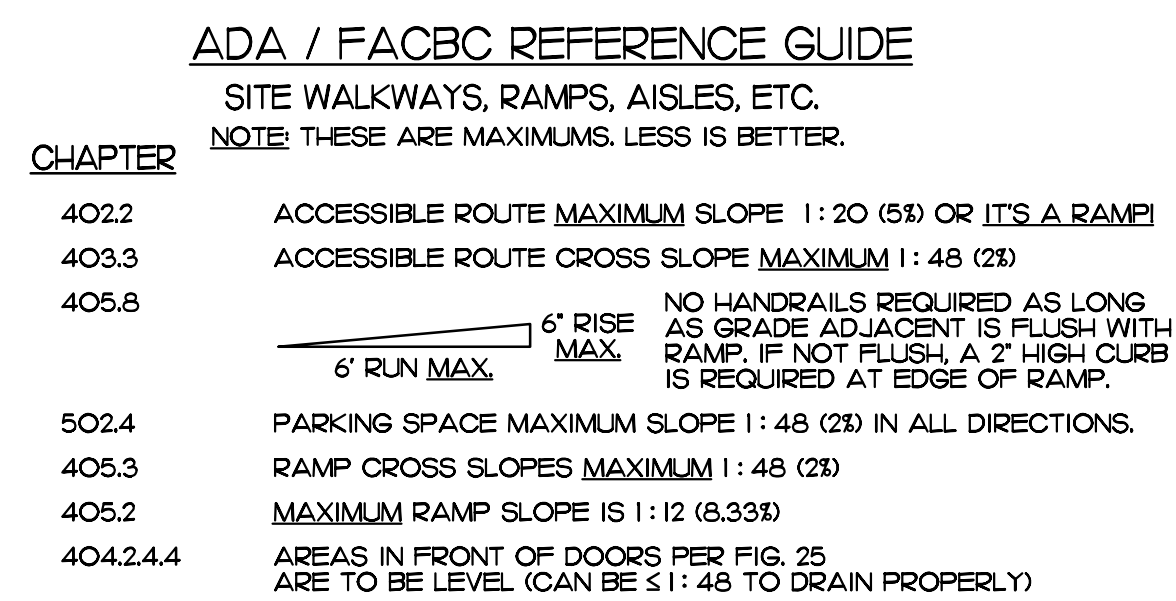 ADA / FACBC REFERENCE GUIDE
SITE WALKWAYS, RAMPS, AISLES, ETC.
NOTE: THESE ARE MAXIMUMS. LESS IS BETTER.
CHAPTER
402.2 ACCESSIBLE ROUTE MAXIMUM SLOPE 1:20 (5%) OR IT'S A RAMP!
403.3 ACCESSIBLE ROUTE CROSS SLOPE MAXIMUM 1:48 (2%)
405.8
6' RUN MAX.
6" RISE
MAX.
NO HANDRAILS REQUIRED AS LONG
AS GRADE ADJACENT IS FLUSH WITH
RAMP. IF NOT FLUSH, A 2" HIGH CURB
IS REQUIRED AT EDGE OF RAMP.
502.4 PARKING SPACE MAXIMUM SLOPE 1:48 (2%) IN ALL DIRECTIONS.
405.3 RAMP CROSS SLOPES MAXIMUM 1:48 (2%)
405.2 MAXIMUM RAMP SLOPE IS 1:12 (8.33%)
404.2.4.4 AREAS IN FRONT OF DOORS PER FIG. 25
ARE TO BE LEVEL (CAN BE ≤1:48 TO DRAIN PROPERLY)